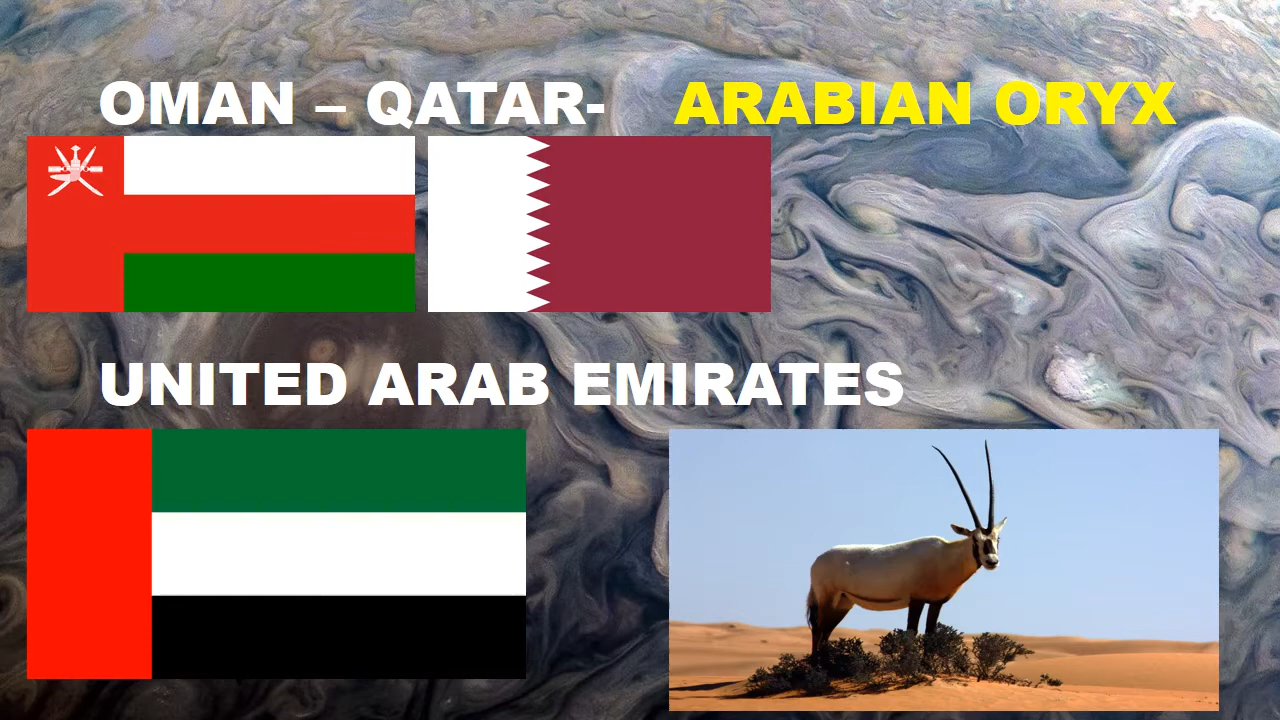 OMAN – QATAR- ARABIAN ORYX
UNITED ARAB EMIRATES